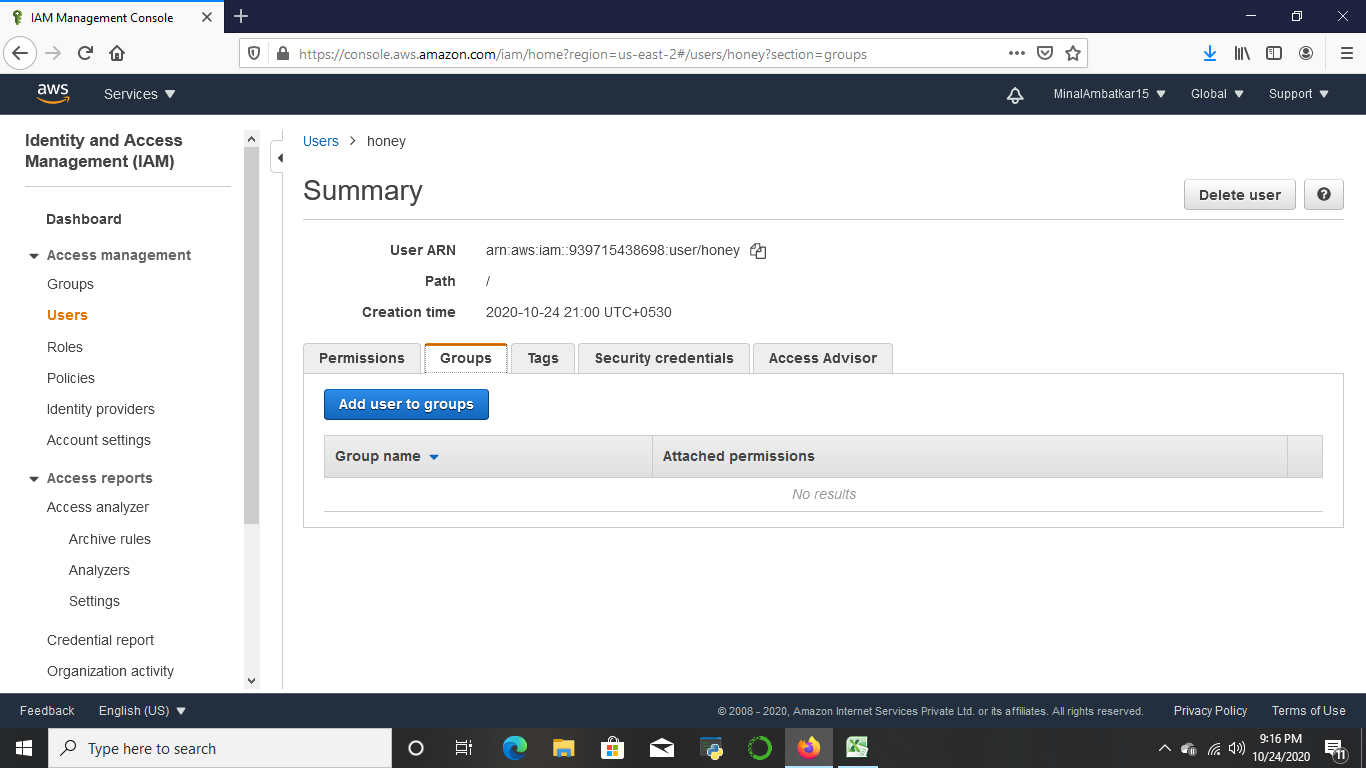 IAM Management Console
https://console.aws.amazon.com/iam/home?region=us-east-2#/users/honey?section=groups
aws
Services
MinalAmbatkar15
Global
Support
Identity and Access
Management (IAM)
Dashboard
Access management
Groups
Users
Roles
Policies
Identity providers
Account settings
Access reports
Access analyzer
Archive rules
Analyzers
Settings
Credential report
Organization activity
Users > honey
Summary
Delete user
?
User ARN arn:aws:iam::939715438698:user/honey
Path /
Creation time 2020-10-24 21:00 UTC+0530
Permissions
Groups
Tags
Security credentials
Access Advisor
Add user to groups
Group name
Attached permissions
No results
Feedback
English (US)
© 2008 - 2020, Amazon Internet Services Private Ltd. or its affiliates. All rights reserved.
Privacy Policy
Terms of Use
Type here to search
9:16 PM
10/24/2020
11